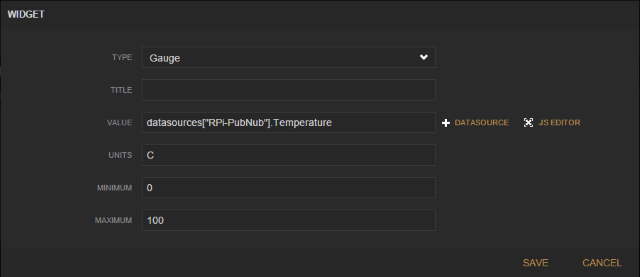 WIDGET
TYPE Gauge
TITLE
VALUE datasources["RPi-PubNub"].Temperature DATASOURCE .JS EDITOR
UNITS C
MINIMUM 0
MAXIMUM 100
SAVE CANCEL